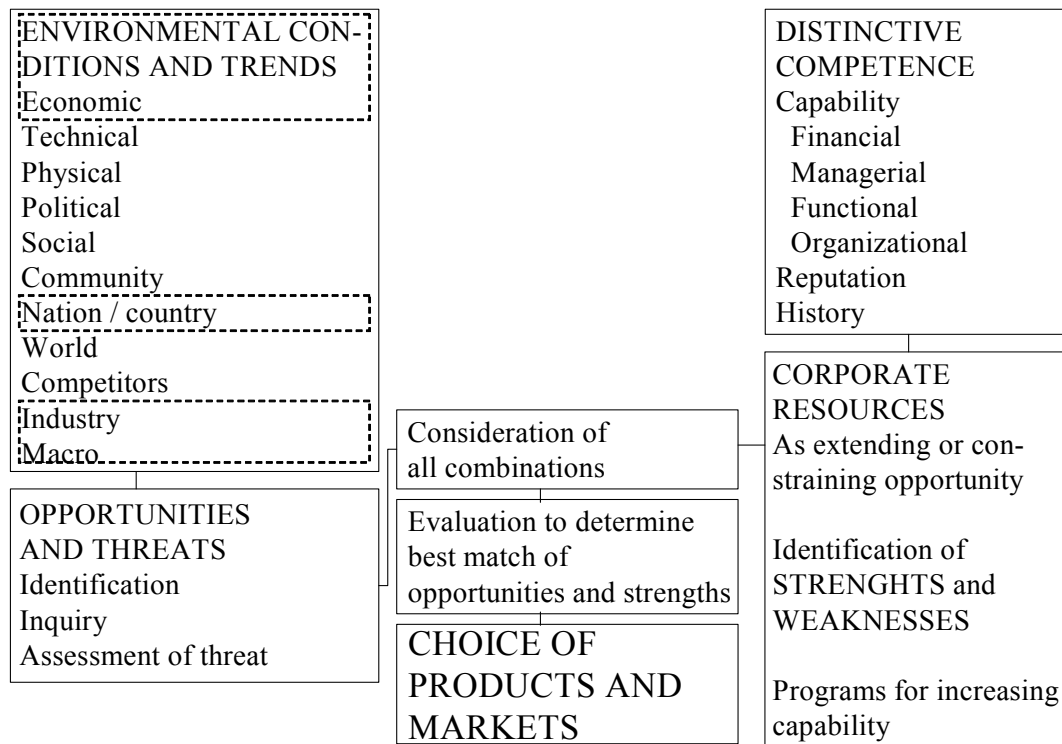 ENVIRONMENTAL CON-
DITIONS AND TRENDS
Economic
Technical
Physical
Political
Social
Community
Nation / country
World
Competitors
Industry
Macro
OPPORTUNITIES
AND THREATS
Identification
Inquiry
Assessment of threat
Consideration of
all combinations
Evaluation to determine
best match of
opportunities and strengths
CHOICE OF
PRODUCTS AND
MARKETS
DISTINCTIVE
COMPETENCE
Capability
Financial
Managerial
Functional
Organizational
Reputation
History
CORPORATE
RESOURCES
As extending or con-
straining opportunity
Identification of
STRENGHTS and
WEAKNESSES
Programs for increasing
capability